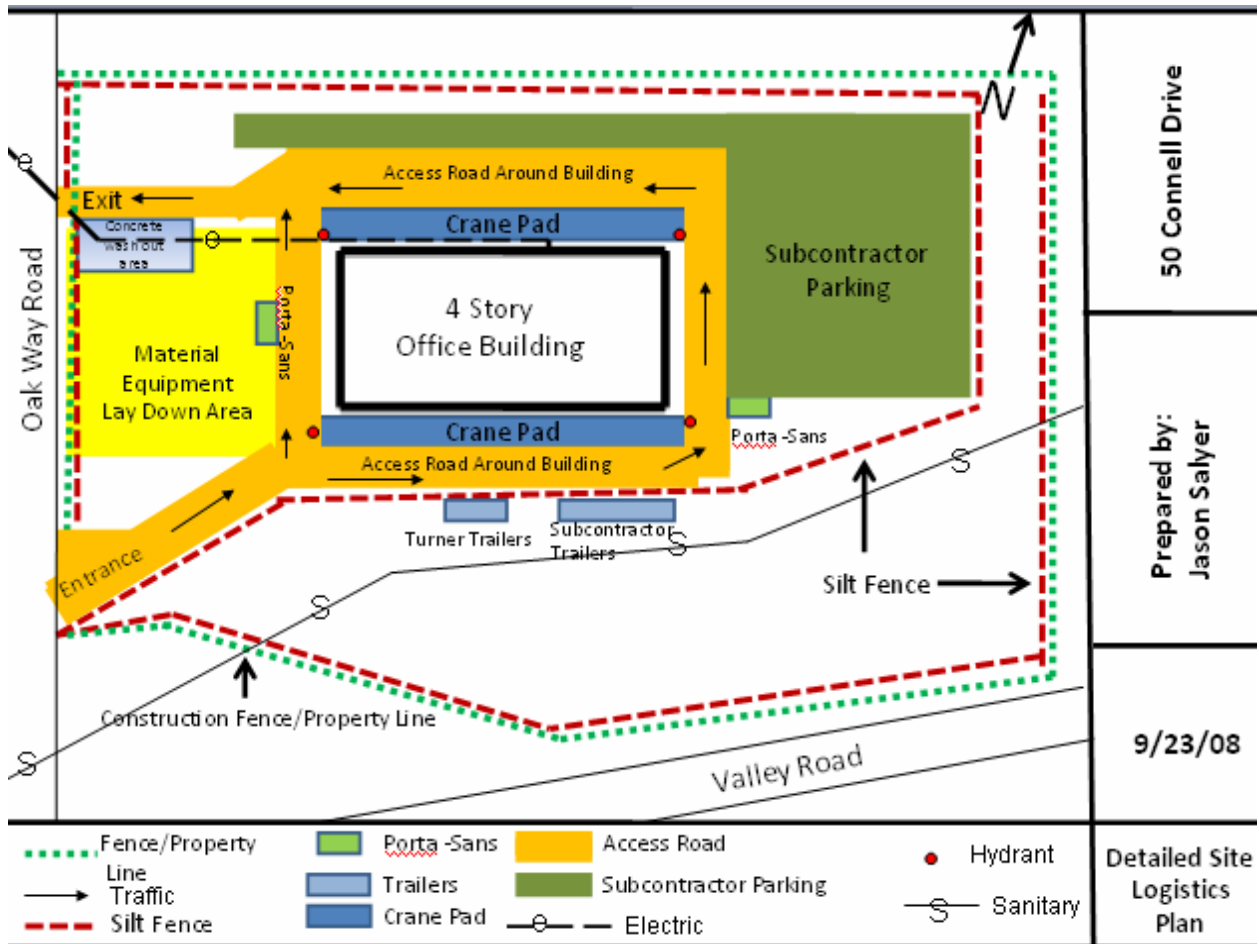 N
Access Road Around Building
Exit
Concrete
wash out
area
Crane Pad
Subcontractor
Parking
4 Story
Office Building
Porta -Sans
Material
Equipment
Lay Down Area
Oak Way Road
Crane Pad
Porta -Sans
Access Road Around Building
S
Turner Trailers
Subcontractor
Trailers
S
Entrance
Silt Fence
S
Construction Fence/Property Line
S
Valley Road
50 Connell Drive
Prepared by:
Jason Salyer
9/23/08
Detailed Site
Logistics
Plan
Fence/Property
Line
Traffic
Silt Fence
Porta -Sans
Trailers
Crane Pad
Access Road
Subcontractor Parking
Electric
Hydrant
S
Sanitary